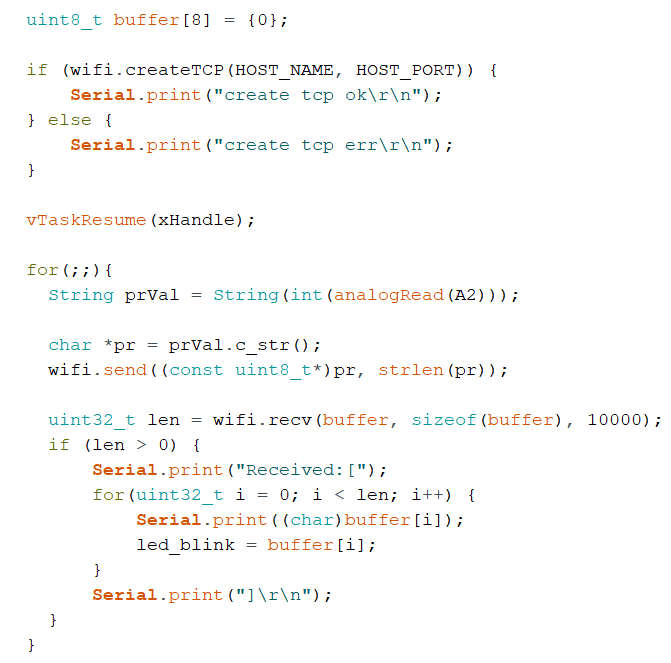 uint8_t buffer[8] = {0};

if (wifi.createTCP(HOST_NAME, HOST_PORT)) {
    Serial.print("create tcp ok\r\n");
} else {
    Serial.print("create tcp err\r\n");
}

vTaskResume(xHandle);

for(;;){
  String prVal = String(int(analogRead(A2)));

  char *pr = prVal.c_str();
  wifi.send((const uint8_t*)pr, strlen(pr));

  uint32_t len = wifi.recv(buffer, sizeof(buffer), 10000);
  if (len > 0) {
      Serial.print("Received:[");
      for(uint32_t i = 0; i < len; i++) {
          Serial.print((char)buffer[i]);
          led_blink = buffer[i];
      }
      Serial.print("]\r\n");
  }
}